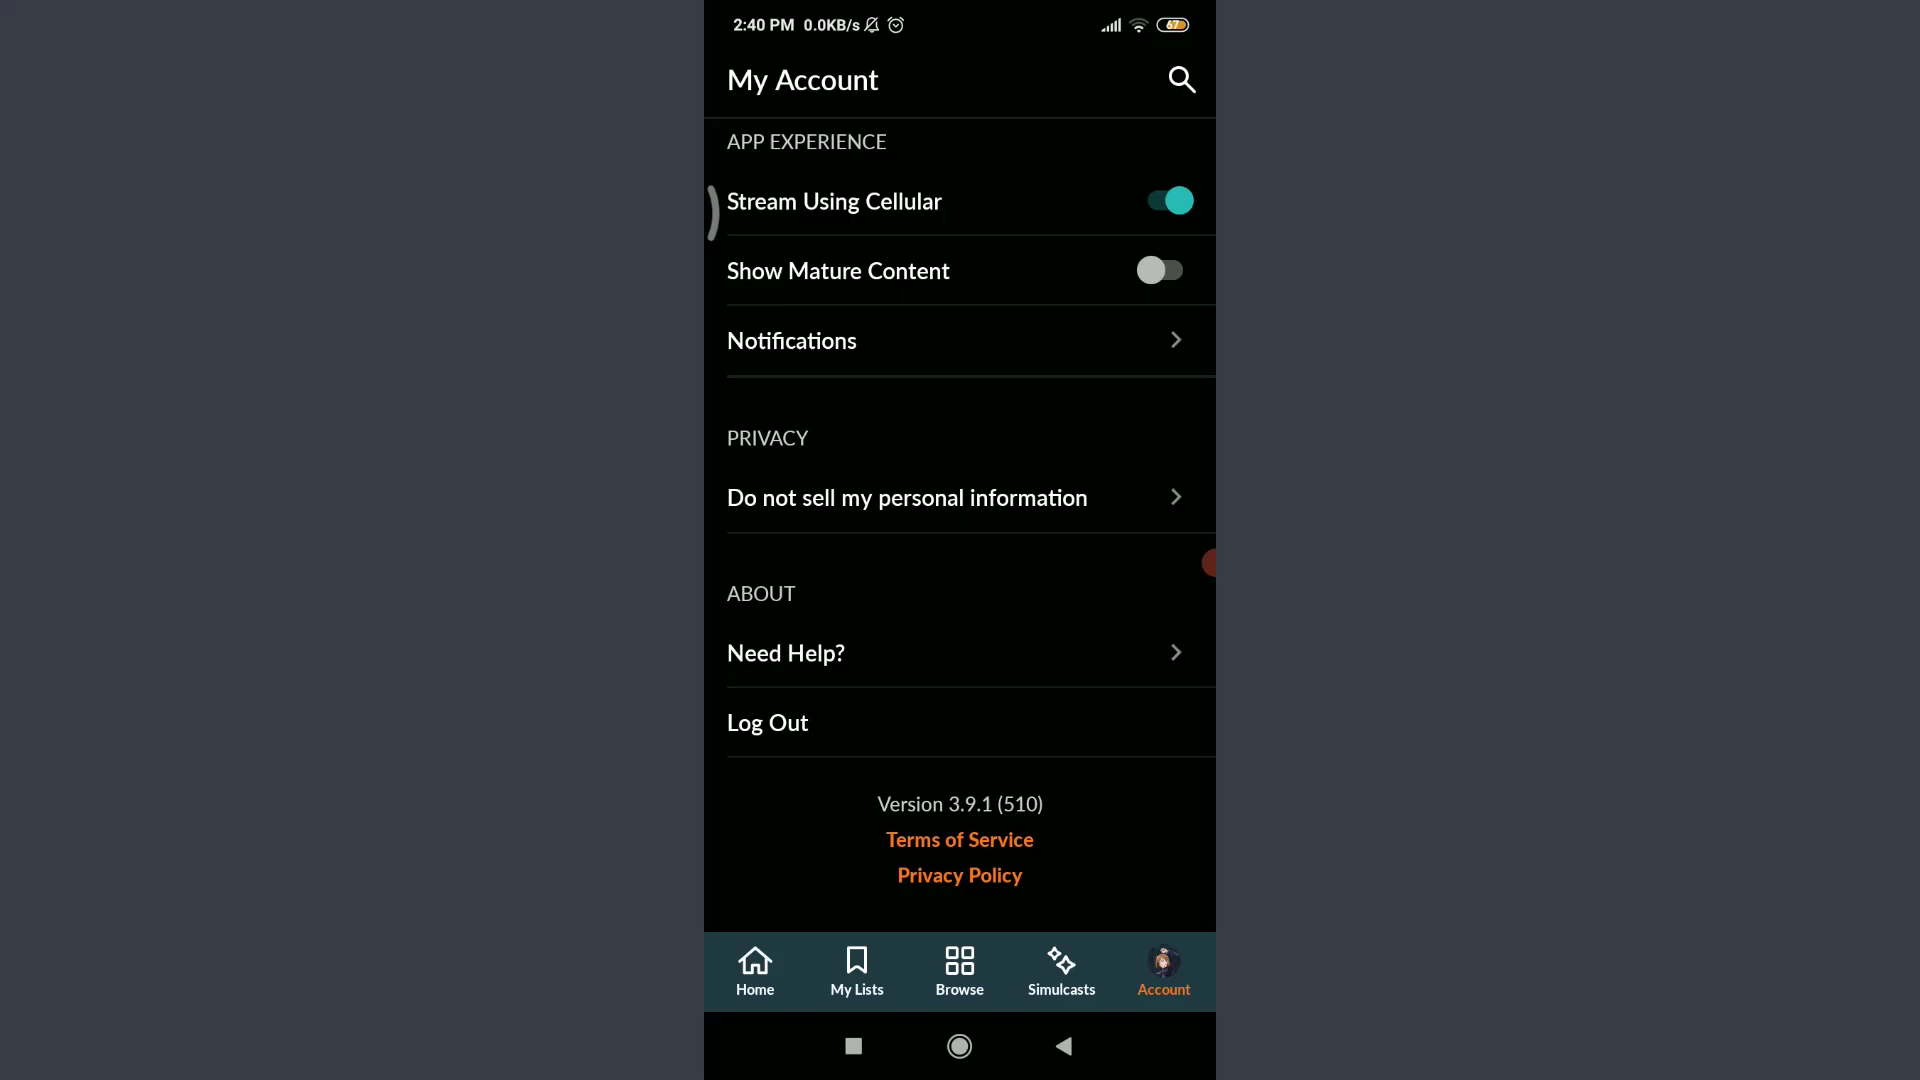 2:40 PM 0.0KB/s 67
My Account
APP EXPERIENCE
Stream Using Cellular
Show Mature Content
Notifications
PRIVACY
Do not sell my personal information
ABOUT
Need Help?
Log Out
Version 3.9.1 (510)
Terms of Service
Privacy Policy
Home My Lists Browse Simulcasts Account